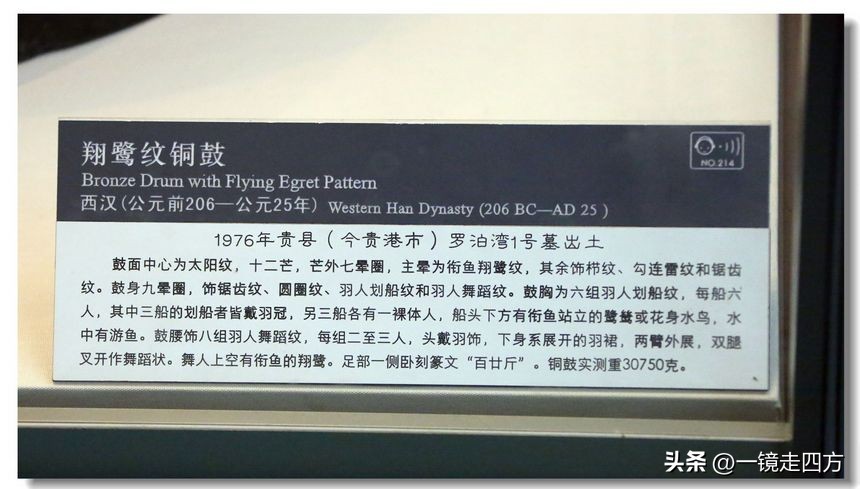 翔鹭纹铜鼓
NO.214
Bronze Drum with Flying Egret Pattern
西汉(公元前206—公元25年) Western Han Dynasty (206 BC—AD 25 )
1976年贵县(今贵港市)罗泊湾1号墓出土
鼓面中心为太阳纹，十二芒，芒外七晕圈，主晕为衔鱼翔鹭纹，其余饰栉纹、勾连雷纹和锯齿
纹。鼓身九晕圈，饰锯齿纹、圆圈纹、羽人划船纹和羽人舞蹈纹。鼓胸为六组羽人划船纹，每船六
人，其中三船的划船者皆戴羽冠，另三船各有一裸体人，船头下方有衔鱼站立的鹭鸶或花身水鸟，水
中有游鱼。鼓腰饰八组羽人舞蹈纹，每组二至三人，头戴羽饰，下身系展开的羽裙，两臂外展，双腿
叉开作舞蹈状。舞人上空有衔鱼的翔鹭。足部一侧卧刻篆文“百廿斤”。铜鼓实测重30750克。
头条 @一镜走四方